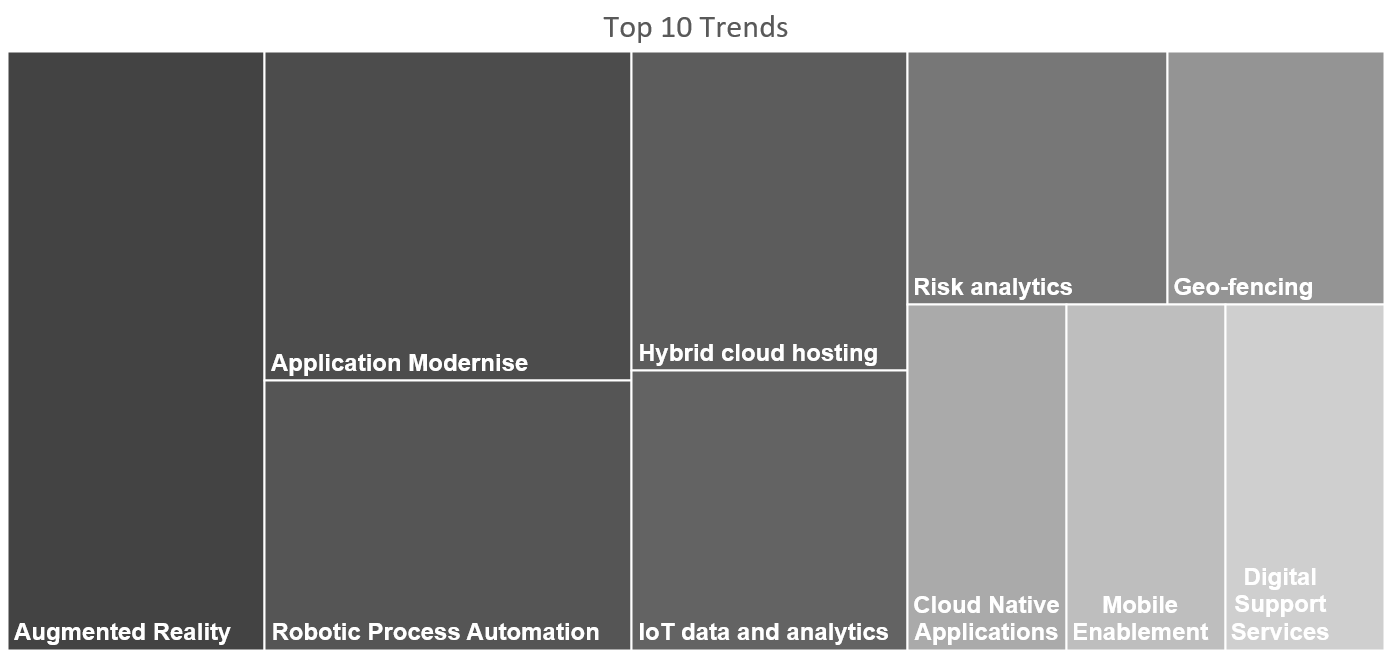 Top 10 Trends
Augmented Reality
Application Modernise
Robotic Process Automation
Hybrid cloud hosting
IoT data and analytics
Risk analytics
Geo-fencing
Cloud Native
Applications
Mobile
Enablement
Digital
Support
Services